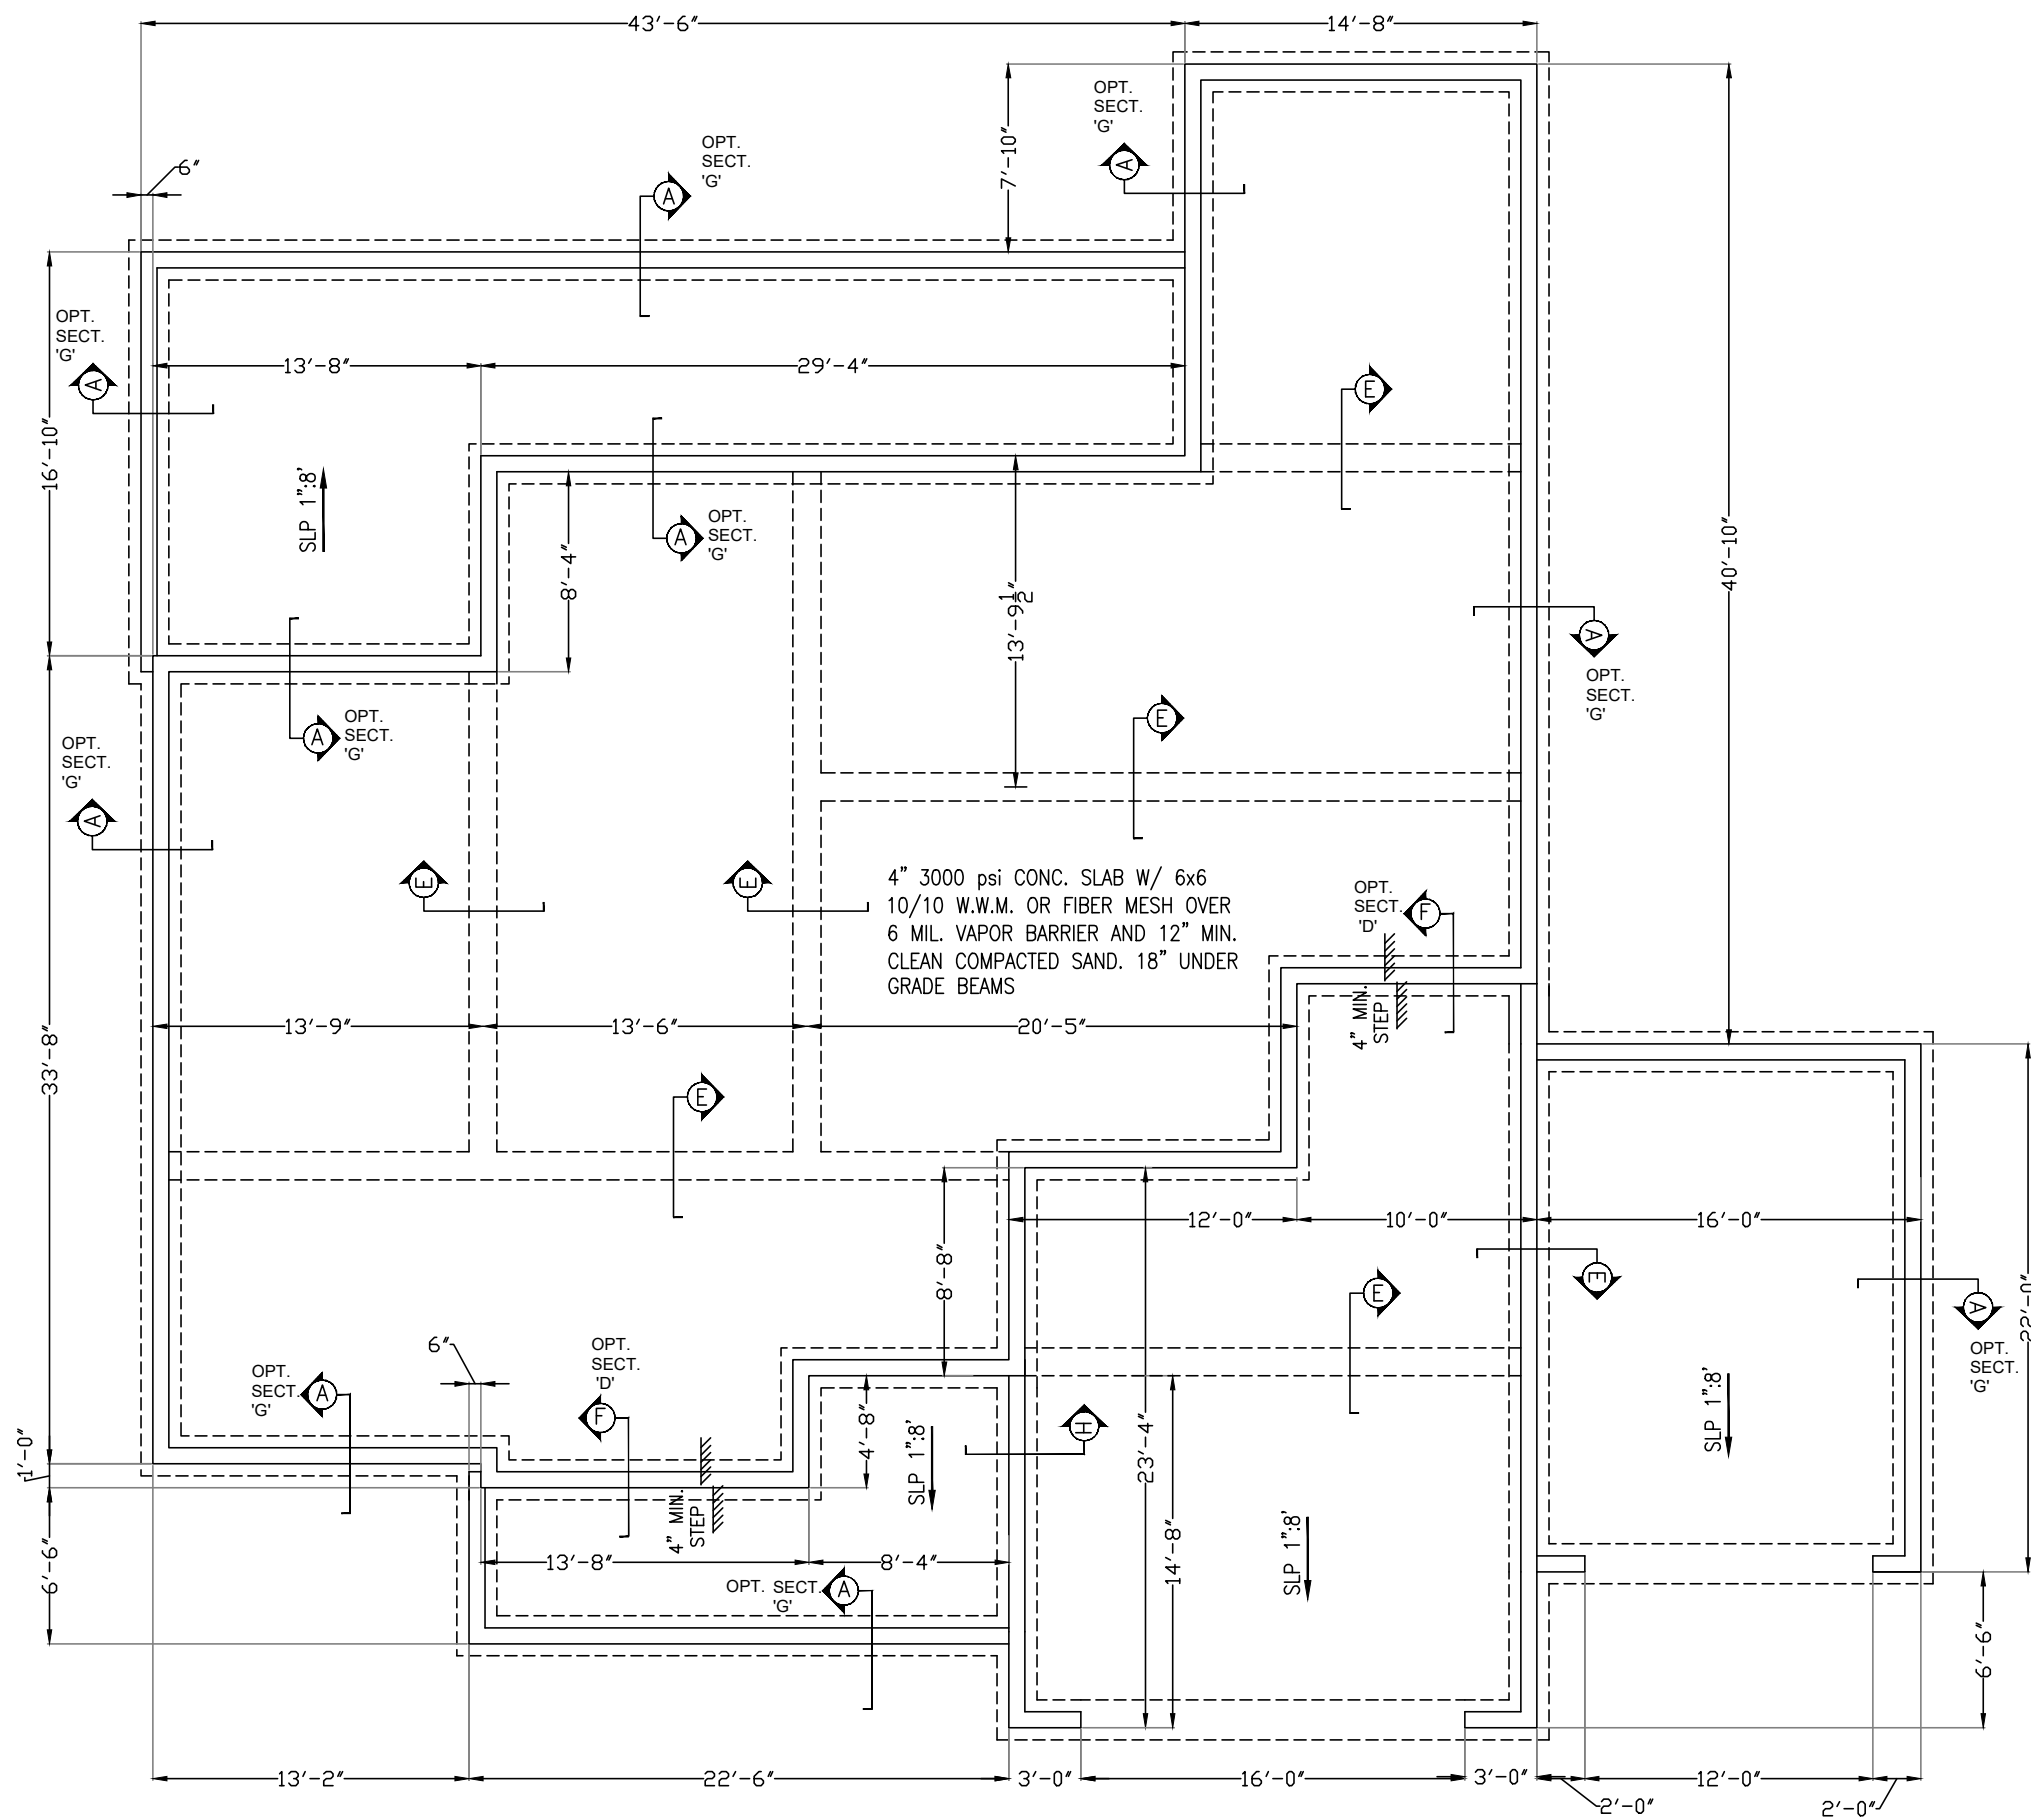 43'-6"
14'-8"
OPT.
SECT.
'G'
A
7'-10"
OPT.
SECT.
'G'
A
6"
OPT.
SECT.
'G'
A
13'-8"
29'-4"
E
16'-10"
SLP 1":8'
A
OPT.
SECT.
'G'
8'-4"
13'-9 1/2"
40'-10"
A
OPT.
SECT.
'G'
A
OPT.
SECT.
'G'
E
OPT.
SECT.
'G'
A
E
E
4" 3000 psi CONC. SLAB W/ 6x6
10/10 W.W.M. OR FIBER MESH OVER
6 MIL. VAPOR BARRIER AND 12" MIN.
CLEAN COMPACTED SAND. 18" UNDER
GRADE BEAMS
OPT.
SECT.
'D'
F
4" MIN.
STEP
33'-8"
13'-9"
13'-6"
20'-5"
E
12'-0"
10'-0"
16'-0"
8'-8"
E
E
A
OPT.
SECT.
'G'
22'-0"
6"
OPT.
SECT.
'G'
A
OPT.
SECT.
'D'
F
4'-8"
SLP 1":8'
H
23'-4"
SLP 1":8'
1'-0"
4" MIN.
STEP
6'-6"
13'-8"
8'-4"
14'-8"
SLP 1":8'
OPT. SECT.
'G'
A
6'-6"
13'-2"
22'-6"
3'-0"
16'-0"
3'-0"
12'-0"
2'-0"
2'-0"